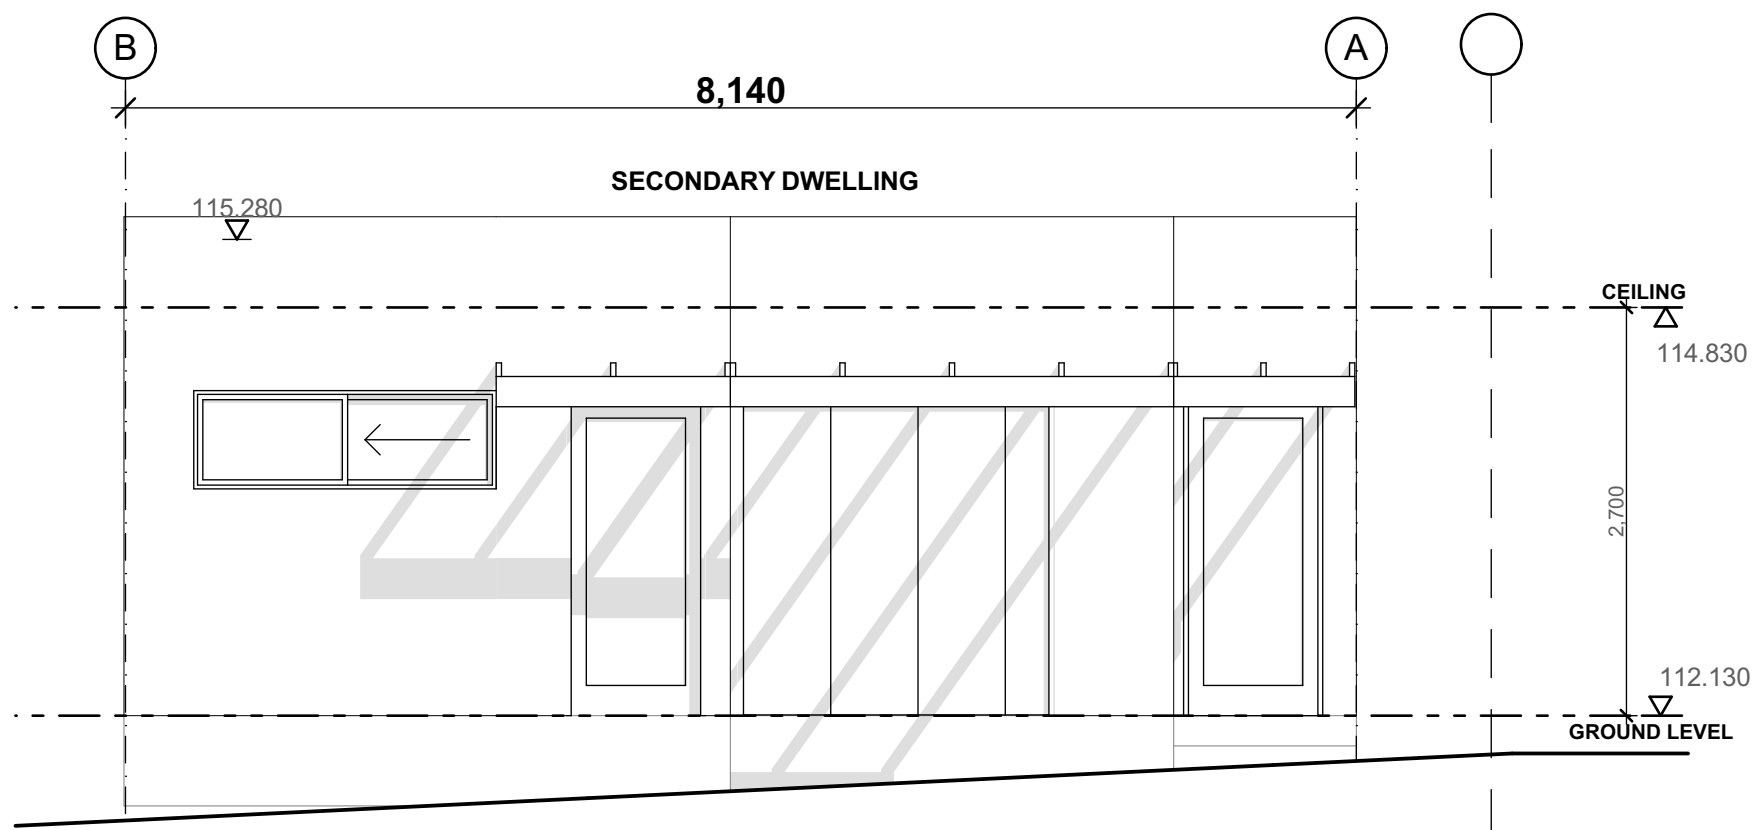 B
A
8,140
SECONDARY DWELLING
115.280
CEILING
114.830
2,700
112.130
GROUND LEVEL